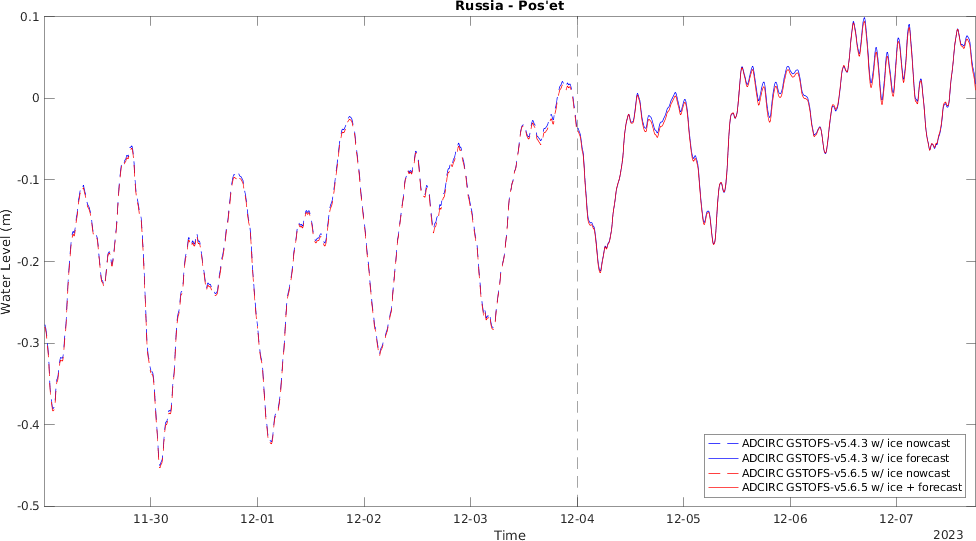 Russia - Pos'et
0.1
0
-0.1
-0.2
-0.3
-0.4
-0.5
Water Level (m)
11-30
12-01
12-02
12-03
12-04
12-05
12-06
12-07
Time
2023
ADCIRC GSTOFS-v5.4.3 w/ ice nowcast
ADCIRC GSTOFS-v5.4.3 w/ ice forecast
ADCIRC GSTOFS-v5.6.5 w/ ice nowcast
ADCIRC GSTOFS-v5.6.5 w/ ice + forecast